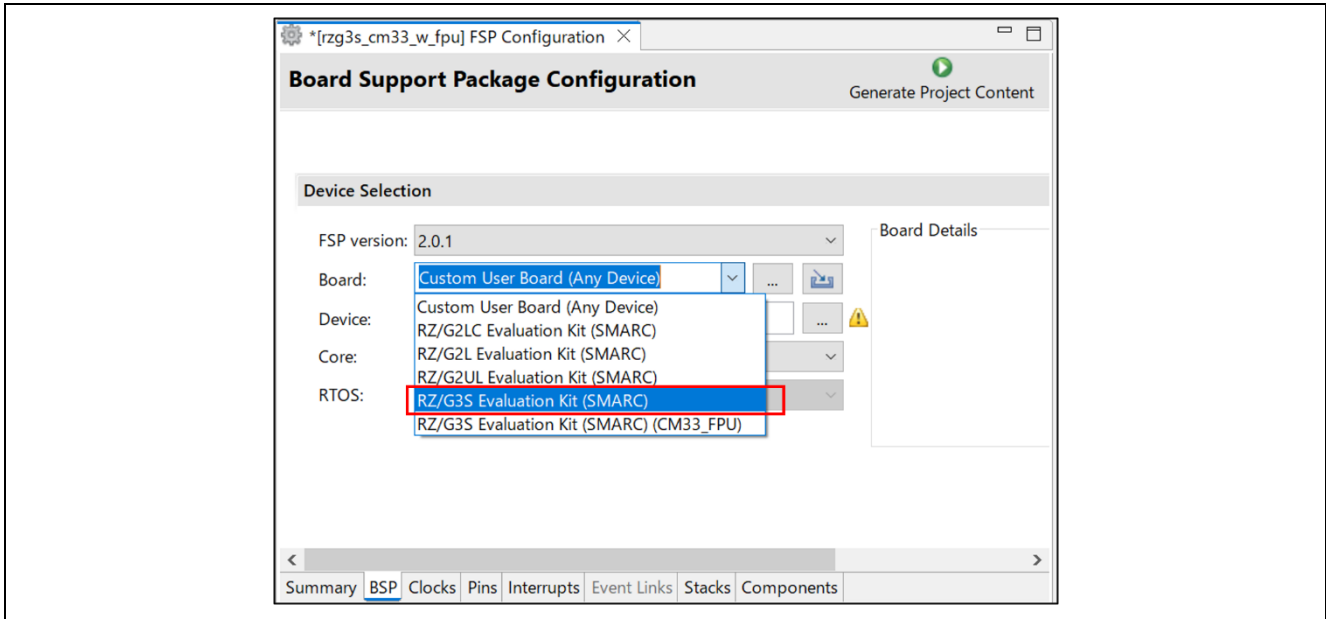 *[rzg3s_cm33_w_fpu] FSP Configuration
Board Support Package Configuration
Generate Project Content
Device Selection
FSP version: 2.0.1
Board Details
Board: Custom User Board (Any Device) ...
Custom User Board (Any Device)
Device: ...
RZ/G2LC Evaluation Kit (SMARC)
RZ/G2L Evaluation Kit (SMARC)
Core:
RZ/G2UL Evaluation Kit (SMARC)
RTOS:
RZ/G3S Evaluation Kit (SMARC)
RZ/G3S Evaluation Kit (SMARC) (CM33_FPU)
Summary BSP Clocks Pins Interrupts Event Links Stacks Components